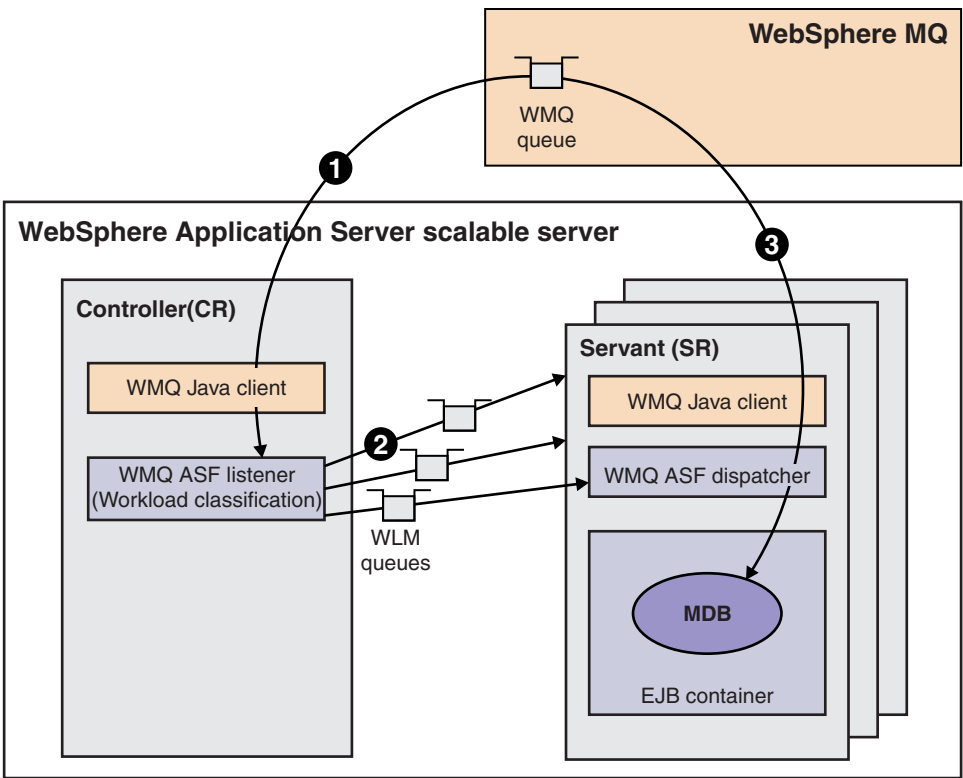 WebSphere MQ
WMQ
queue
1
WebSphere Application Server scalable server
3
Controller(CR)
Servant (SR)
WMQ Java client
WMQ Java client
2
WMQ ASF listener
(Workload classification)
WMQ ASF dispatcher
WLM
queues
MDB
EJB container